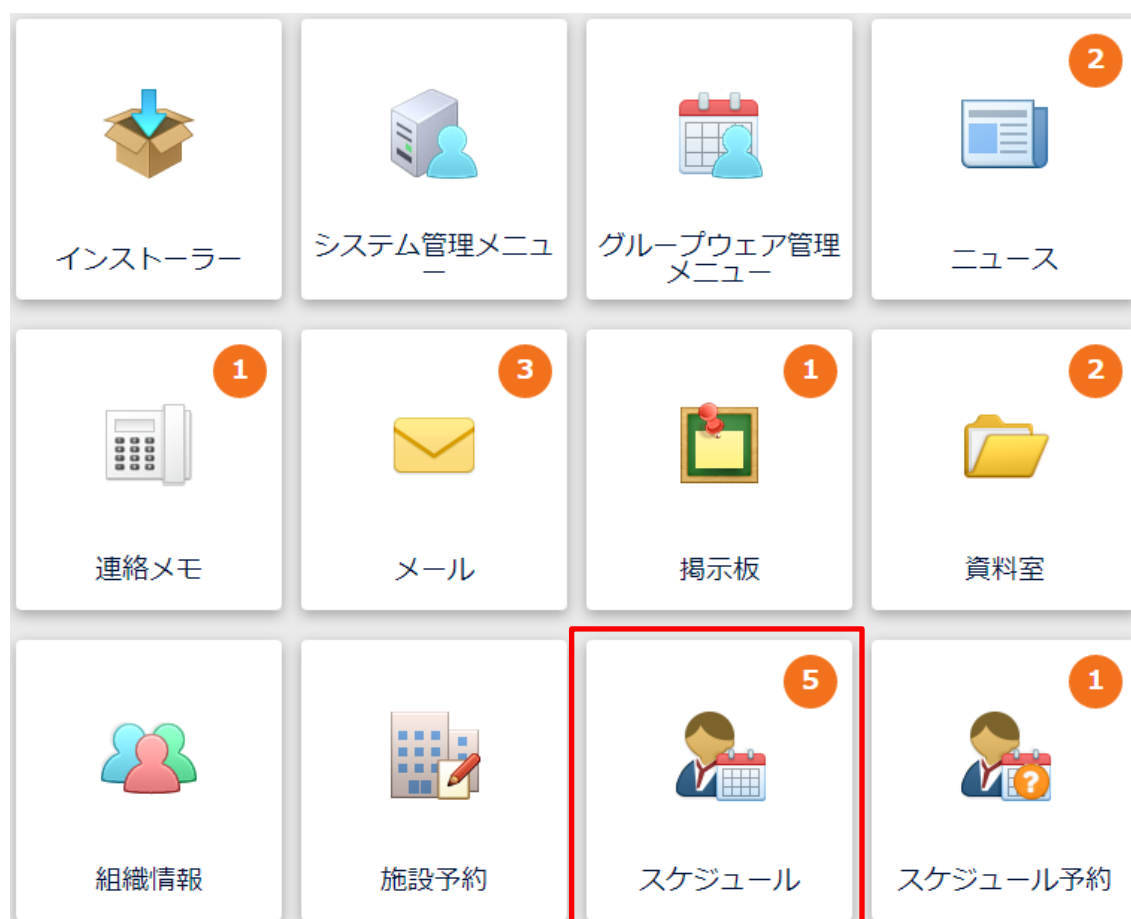 2
インストーラー
システム管理メニュ
ー
グループウェア管理
メニュー
ニュース
1
3
1
2
連絡メモ
メール
掲示板
資料室
5
1
?
組織情報
施設予約
スケジュール
スケジュール予約